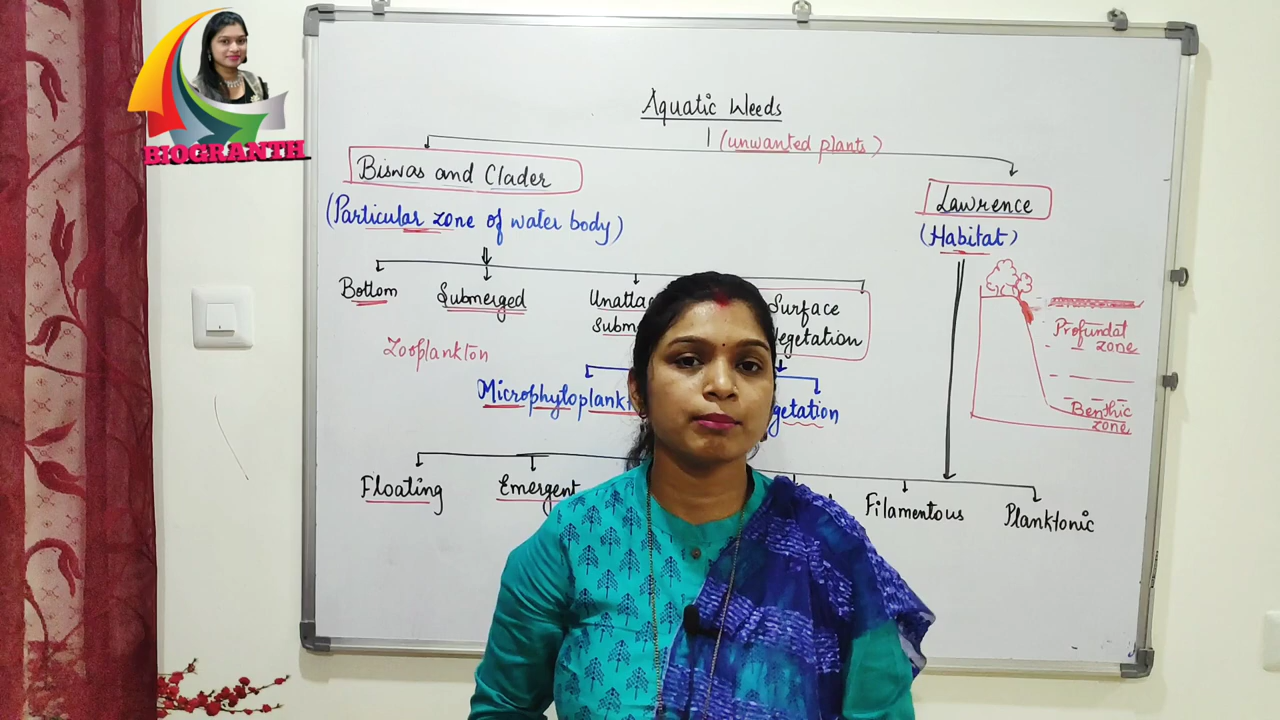 BIOGRANTH
Aquatic Weeds
(unwanted plants)
Biswas and Clader
(Particular zone of water body)
Lawrence
(Habitat)
Bottom
Submerged
Surface
Vegetation
Zooplankton
Profundal
zone
Benthic
zone
Floating
Emergent
Filamentous
Planktonic